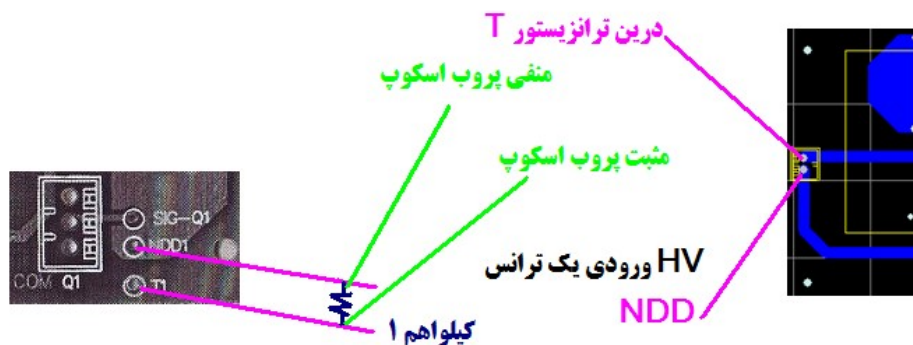 درین ترانزیستور T
منفی پروب اسکوپ
مثبت پروب اسکوپ
SIG-Q1
NDD1
COM Q1
T1
HV ورودی یک ترانس
NDD
1 کیلواهم